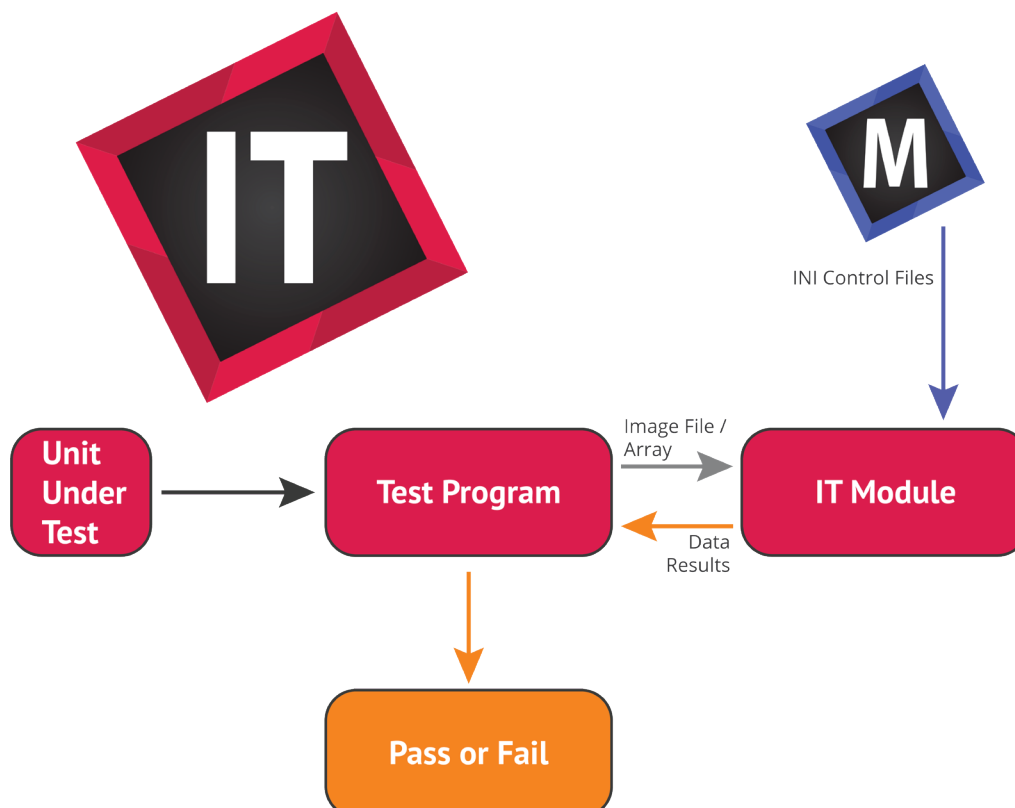 IT
M
INI Control Files
Unit
Under
Test
Test Program
Image File /
Array
IT Module
Data
Results
Pass or Fail